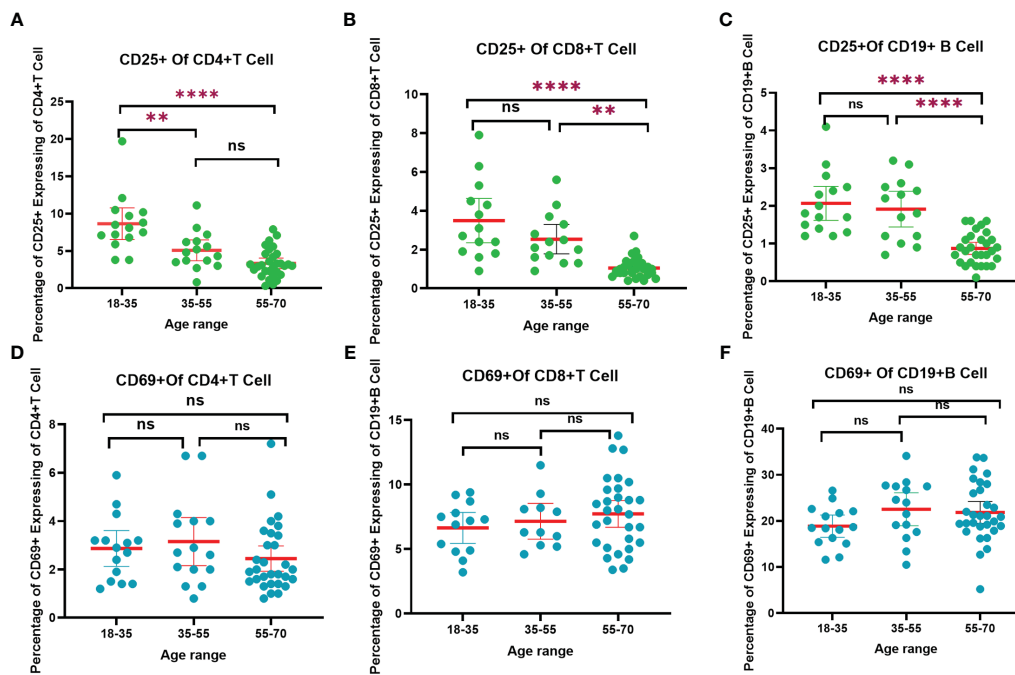 A
CD25+ Of CD4+T Cell
Percentage of CD25+ Expressing of CD4+T Cell
25
20
15
10
5
0
****
**
ns
18-35
35-55
55-70
Age range
B
CD25+ Of CD8+T Cell
Percentage of CD25+ Expressing of CD8+T Cell
10
8
6
4
2
0
****
ns
**
18-35
35-55
55-70
Age range
C
CD25+Of CD19+ B Cell
Percentage of CD25+ Expressing of CD19+B Cell
5
4
3
2
1
0
****
ns
****
18-35
35-55
55-70
Age range
D
CD69+Of CD4+T Cell
Percentage of CD69+ Expressing of CD4+T Cell
8
6
4
2
0
ns
ns
ns
18-35
35-55
55-70
Age range
E
CD69+Of CD8+T Cell
Percentage of CD69+ Expressing of CD19+B Cell
15
10
5
0
ns
ns
ns
18-35
35-55
55-70
Age range
F
CD69+ Of CD19+B Cell
Percentage of CD69+ Expressing of CD19+B Cell
40
30
20
10
0
ns
ns
ns
18-35
35-55
55-70
Age range